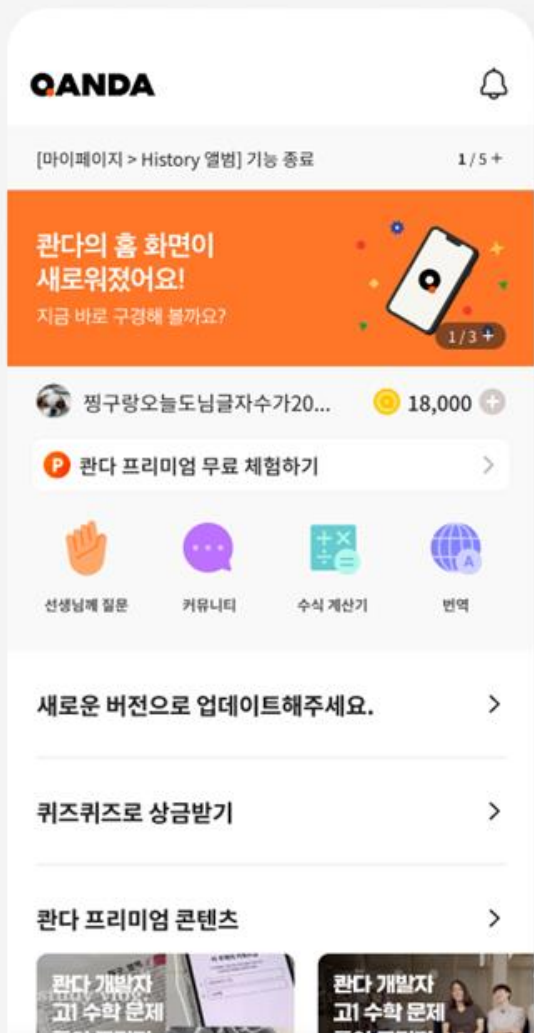 QANDA
[마이페이지 > History 앨범] 기능 종료
1/5 +
콴다의 홈 화면이
새로워졌어요!
지금 바로 구경해 볼까요?
1/3 +
찡구랑오늘도님글자수가20...
18,000
P 콴다 프리미엄 무료 체험하기
선생님께 질문
커뮤니티
수식 계산기
번역
A
새로운 버전으로 업데이트해주세요.
퀴즈퀴즈로 상금받기
콴다 프리미엄 콘텐츠
콴다 개발자
고1 수학 문제
콴다 개발자
고1 수학 문제